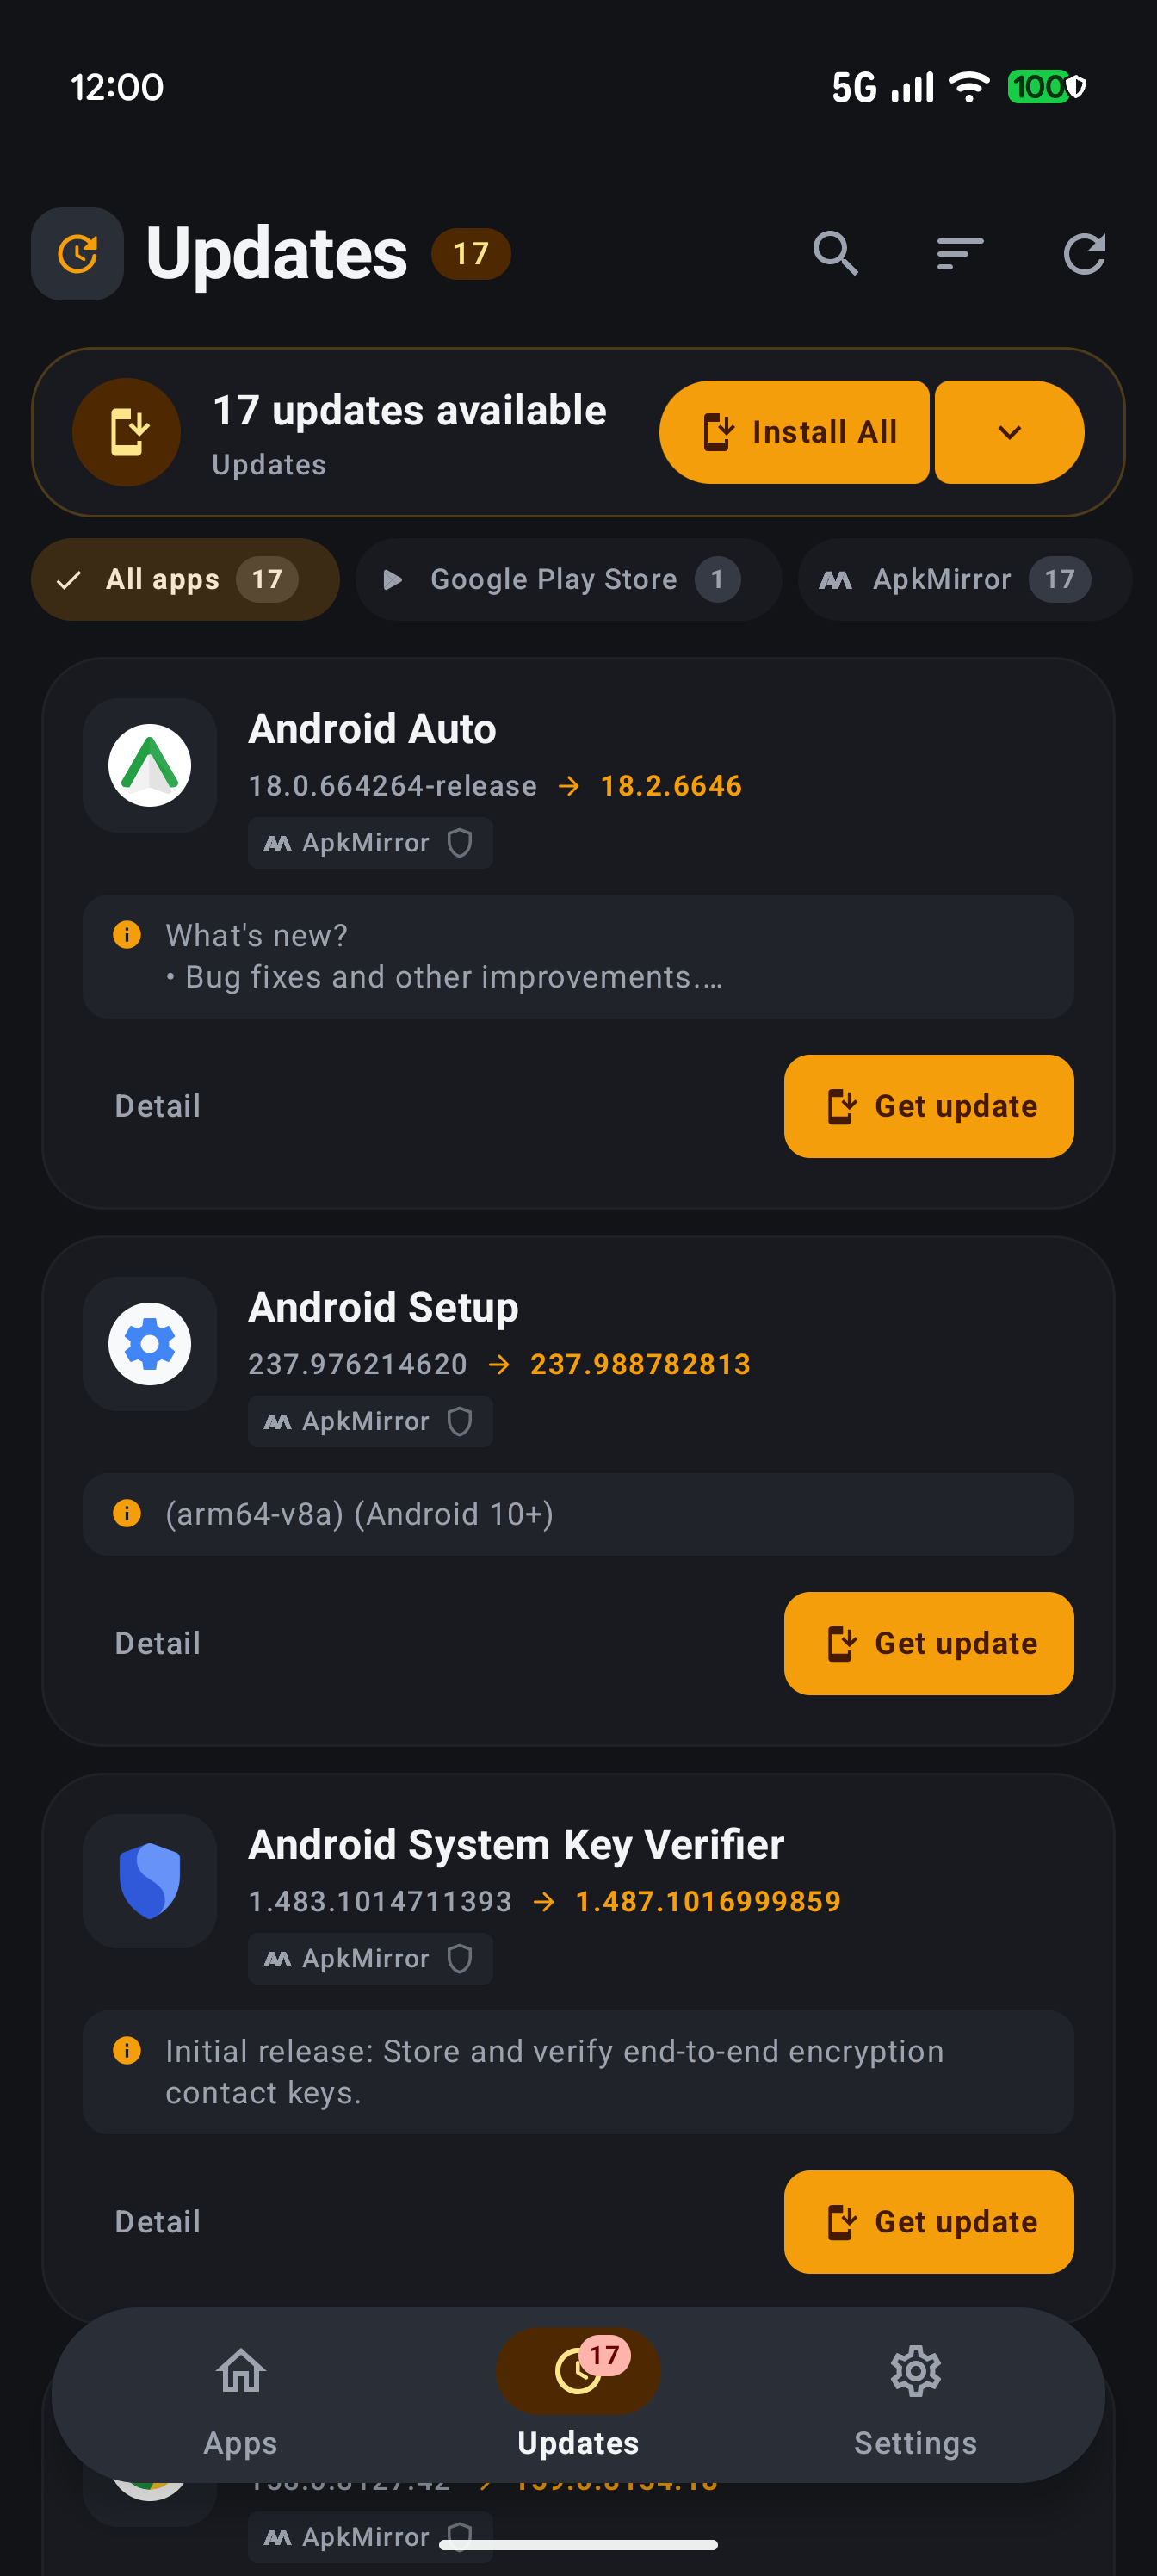 12:00 5G 100
Updates 17
17 updates available
Updates
Install All
All apps 17 Google Play Store 1 ApkMirror 17
Android Auto
18.0.664264-release → 18.2.6646
ApkMirror
What's new?
• Bug fixes and other improvements.…
Detail Get update
Android Setup
237.976214620 → 237.988782813
ApkMirror
(arm64-v8a) (Android 10+)
Detail Get update
Android System Key Verifier
1.483.1014711393 → 1.487.1016999859
ApkMirror
Initial release: Store and verify end-to-end encryption
contact keys.
Detail Get update
17
Apps Updates Settings
ApkMirror